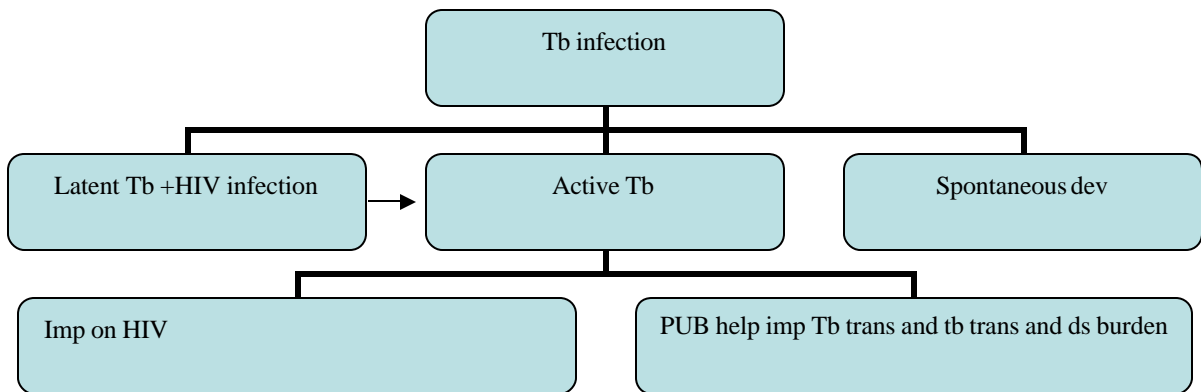 Tb infection
Latent Tb +HIV infection
Active Tb
Spontaneous dev
Imp on HIV
PUB help imp Tb trans and tb trans and ds burden